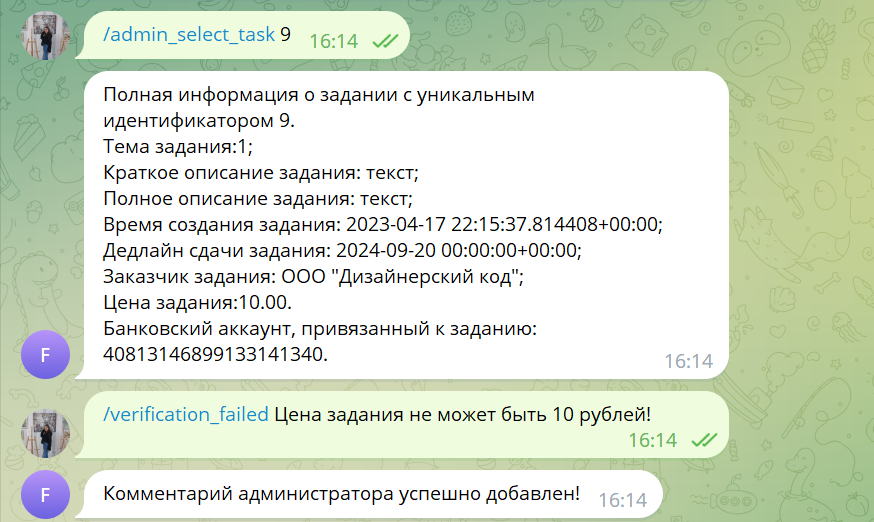 /admin_select_task 9
16:14
Полная информация о задании с уникальным
идентификатором 9.
Тема задания:1;
Краткое описание задания: текст;
Полное описание задания: текст;
Время создания задания: 2023-04-17 22:15:37.814408+00:00;
Дедлайн сдачи задания: 2024-09-20 00:00:00+00:00;
Заказчик задания: ООО "Дизайнерский код";
Цена задания:10.00.
Банковский аккаунт, привязанный к заданию:
40813146899133141340.
F
16:14
/verification_failed Цена задания не может быть 10 рублей!
16:14
F
Комментарий администратора успешно добавлен!
16:14